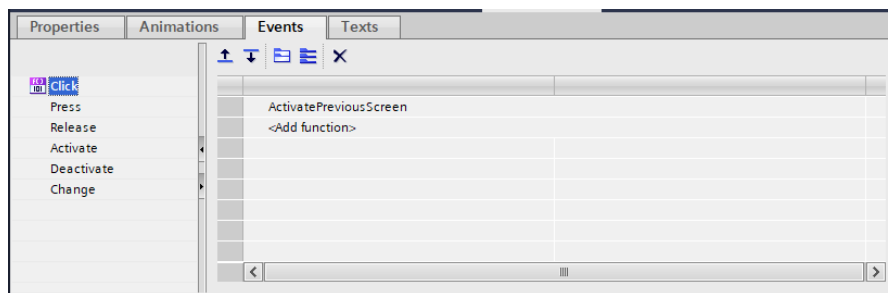 Properties Animations Events Texts
Click
Press ActivatePreviousScreen
Release <Add function>
Activate
Deactivate
Change